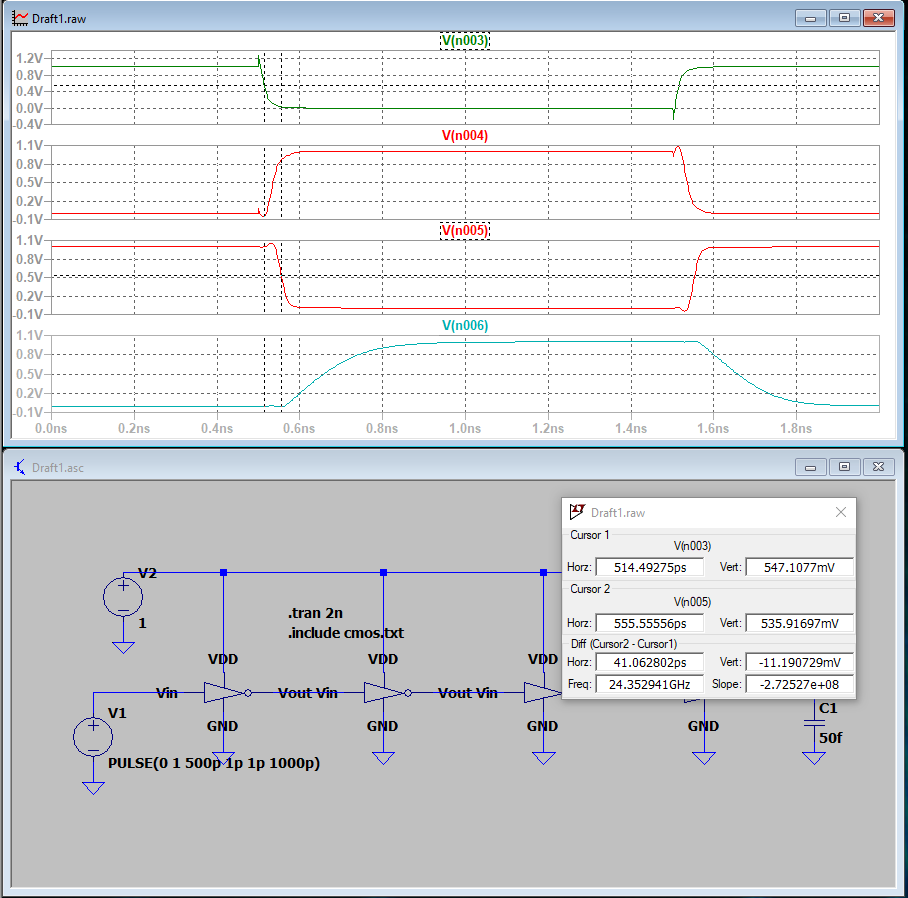 Draft1.raw
V(n003)
1.2V
0.8V
0.4V
0.0V
-0.4V
V(n004)
1.1V
0.8V
0.5V
0.2V
-0.1V
V(n005)
1.1V
0.8V
0.5V
0.2V
-0.1V
V(n006)
1.1V
0.8V
0.5V
0.2V
-0.1V
0.0ns 0.2ns 0.4ns 0.6ns 0.8ns 1.0ns 1.2ns 1.4ns 1.6ns 1.8ns
Draft1.asc
Draft1.raw
Cursor 1
V(n003)
Horz: 514.49275ps Vert: 547.1077mV
Cursor 2
V(n005)
Horz: 555.55556ps Vert: 535.91697mV
Diff (Cursor2 - Cursor1)
Horz: 41.062802ps Vert: -11.190729mV
Freq: 24.352941GHz Slope: -2.72527e+08
V2
1
.tran 2n
.include cmos.txt
VDD VDD VDD
Vin Vout Vin Vout Vin
V1 C1
GND GND GND GND
50f
PULSE(0 1 500p 1p 1p 1000p)